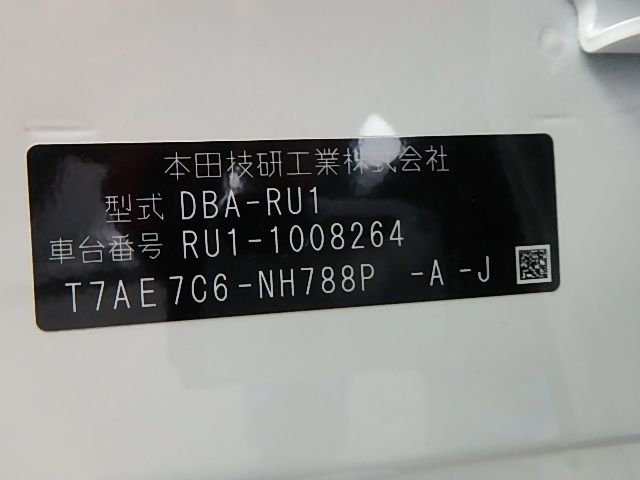 本田技研工業株式会社
型式 DBA-RU1
車台番号 RU1-1008264
T7AE7C6-NH788P -A-J